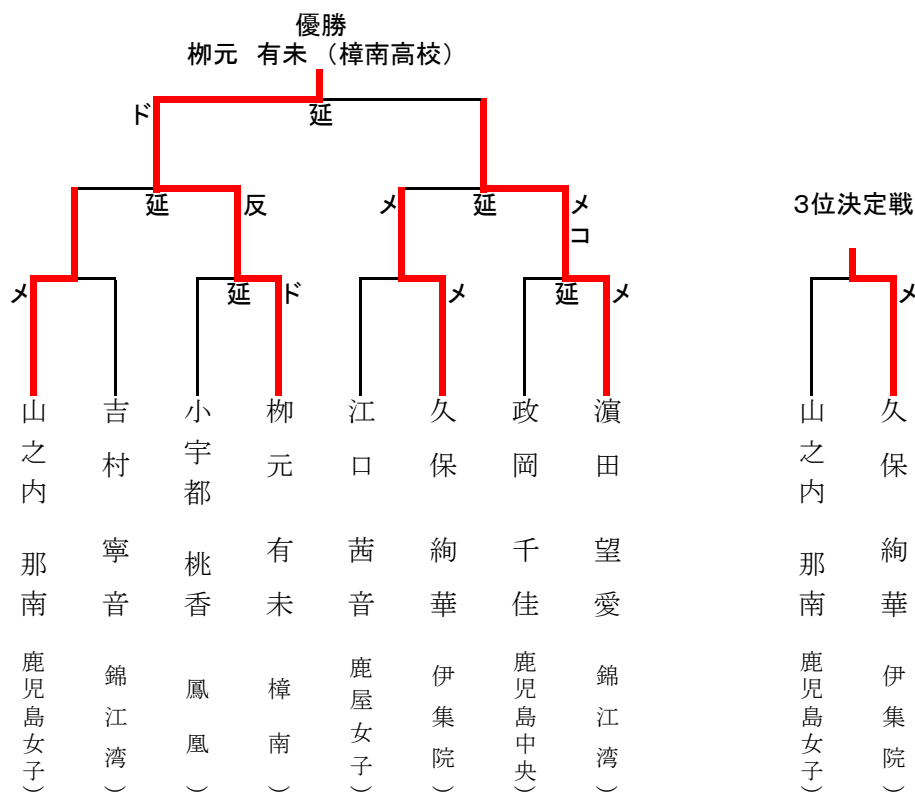 優勝
栁元　有未　（樟南高校）
ド
延
延
反
メ
延
メ
コ
3位決定戦
メ
延
ド
メ
延
メ
メ
山之内　那南　鹿児島女子）
吉村　寧音　錦江湾）
小宇都　桃香　鳳凰）
栁元　有未　樟南）
江口　茜音　鹿屋女子）
久保　絢華　伊集院）
政岡　千佳　鹿児島中央）
濵田　望愛　錦江湾）
山之内　那南　鹿児島女子）
久保　絢華　伊集院）